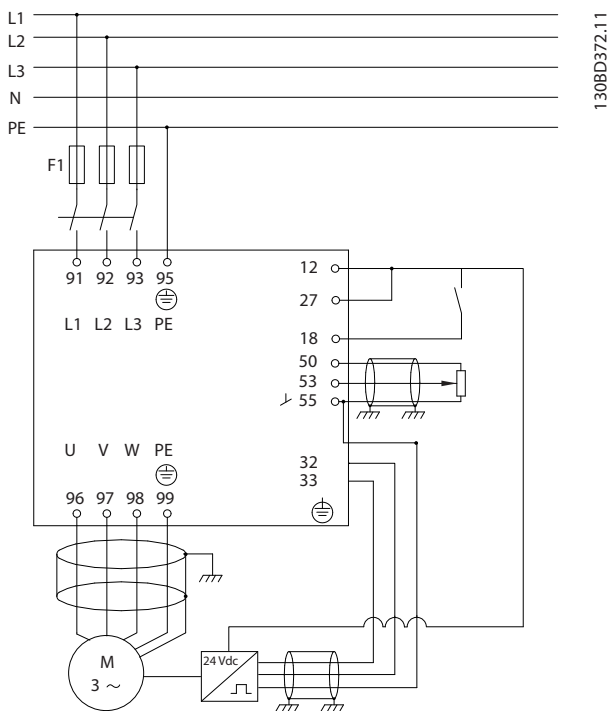 L1
L2
L3
N
PE
130BD372.11
F1
91 92 93 95
L1 L2 L3 PE
12
27
18
50
53
55
U V W PE
32
33
96 97 98 99
M
3 ~
24 Vdc